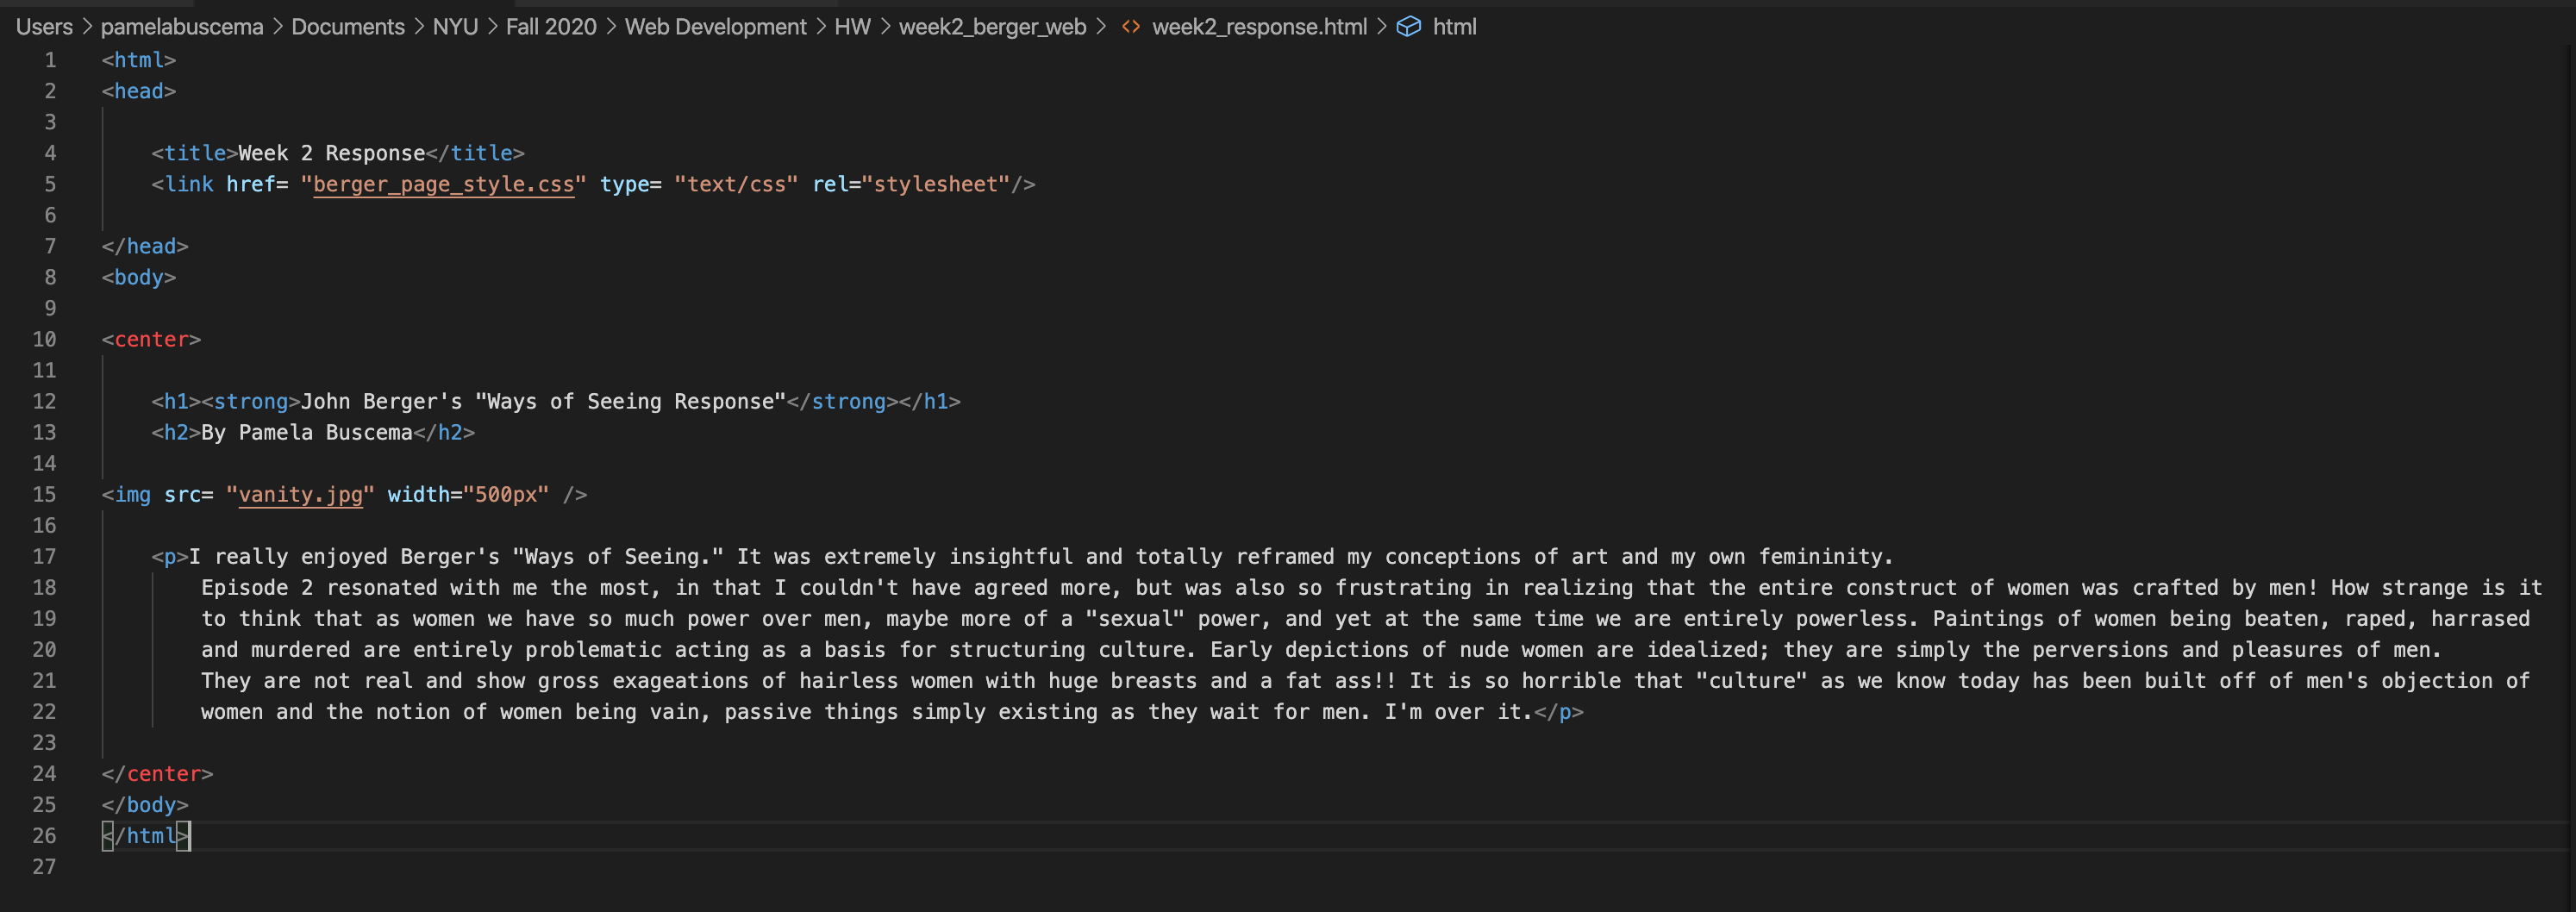 Users > pamelabuscema > Documents > NYU > Fall 2020 > Web Development > HW > week2_berger_web > <> week2_response.html > html
1 <html>
2 <head>
3
4 <title>Week 2 Response</title>
5 <link href= "berger_page_style.css" type= "text/css" rel="stylesheet"/>
6
7 </head>
8 <body>
9
10 <center>
11
12 <h1><strong>John Berger's "Ways of Seeing Response"</strong></h1>
13 <h2>By Pamela Buscema</h2>
14
15 <img src= "vanity.jpg" width="500px" />
16
17 <p>I really enjoyed Berger's "Ways of Seeing." It was extremely insightful and totally reframed my conceptions of art and my own femininity.
18 Episode 2 resonated with me the most, in that I couldn't have agreed more, but was also so frustrating in realizing that the entire construct of women was crafted by men! How strange is it
19 to think that as women we have so much power over men, maybe more of a "sexual" power, and yet at the same time we are entirely powerless. Paintings of women being beaten, raped, harrased
20 and murdered are entirely problematic acting as a basis for structuring culture. Early depictions of nude women are idealized; they are simply the perversions and pleasures of men.
21 They are not real and show gross exageations of hairless women with huge breasts and a fat ass!! It is so horrible that "culture" as we know today has been built off of men's objection of
22 women and the notion of women being vain, passive things simply existing as they wait for men. I'm over it.</p>
23
24 </center>
25 </body>
26 </html>
27